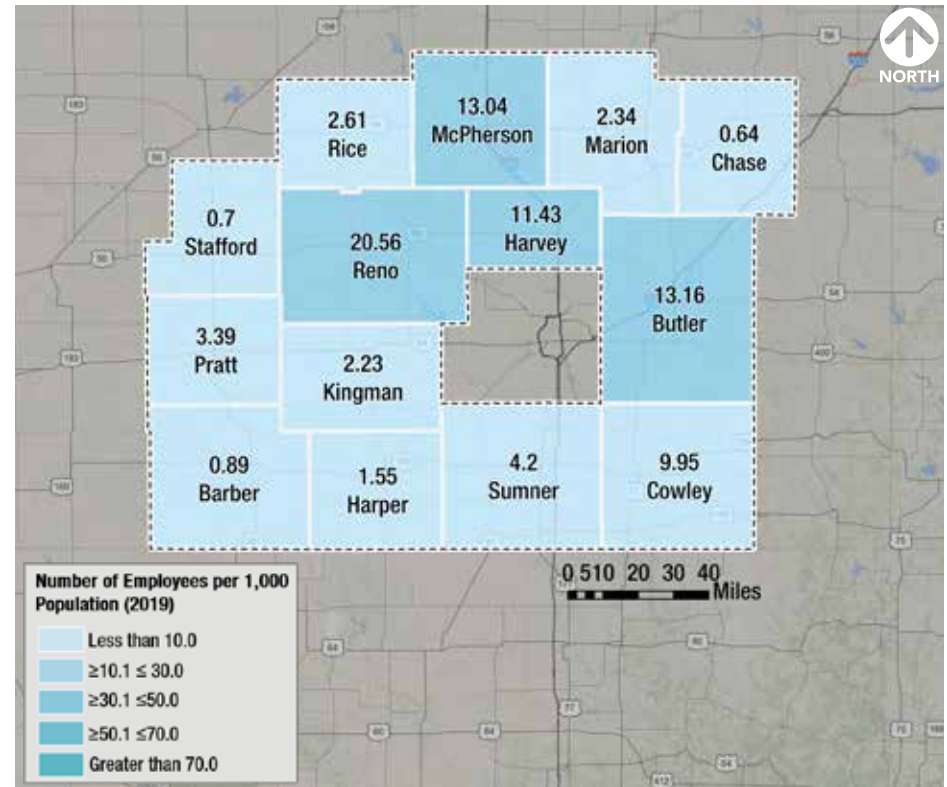 NORTH
2.61
Rice
13.04
McPherson
2.34
Marion
0.64
Chase
0.7
Stafford
20.56
Reno
11.43
Harvey
13.16
Butler
3.39
Pratt
2.23
Kingman
0.89
Barber
1.55
Harper
4.2
Sumner
9.95
Cowley
0 5 10 20 30 40
Miles
Number of Employees per 1,000
Population (2019)
Less than 10.0
≥10.1 ≤ 30.0
≥30.1 ≤50.0
≥50.1 ≤70.0
Greater than 70.0